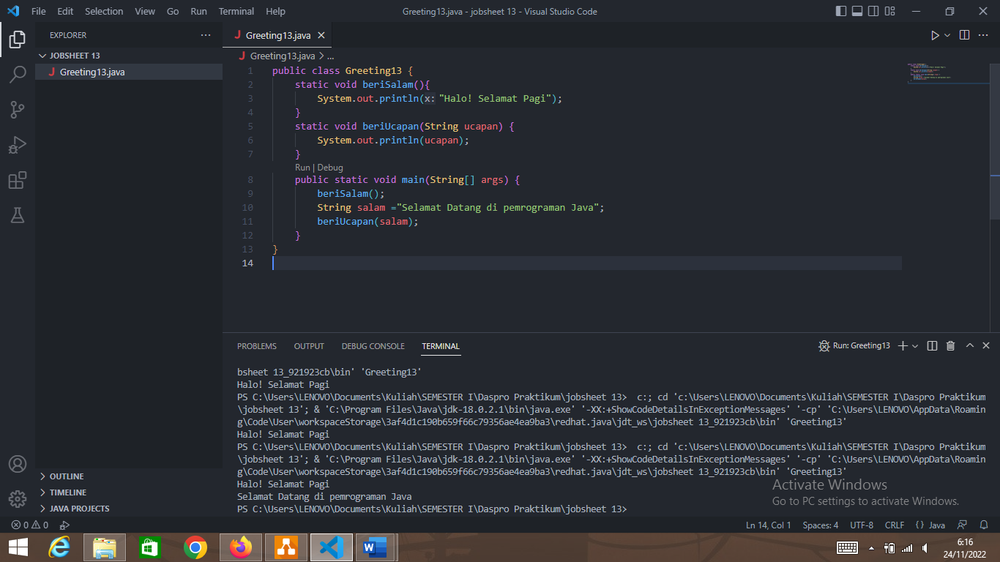 File Edit Selection View Go Run Terminal Help
Greeting13.java - jobsheet 13 - Visual Studio Code
EXPLORER
JOBSHEET 13
J Greeting13.java
OUTLINE
TIMELINE
JAVA PROJECTS
J Greeting13.java
J Greeting13.java > ...
1 public class Greeting13 {
2 static void beriSalam(){
3 System.out.println(x: "Halo! Selamat Pagi");
4 }
5 static void beriUcapan(String ucapan) {
6 System.out.println(ucapan);
7 }
Run | Debug
8 public static void main(String[] args) {
9 beriSalam();
10 String salam ="Selamat Datang di pemrograman Java";
11 beriUcapan(salam);
12 }
13 }
14
PROBLEMS OUTPUT DEBUG CONSOLE TERMINAL
Run: Greeting13
bsheet 13_921923cb\bin' 'Greeting13'
Halo! Selamat Pagi
PS C:\Users\LENOVO\Documents\Kuliah\SEMESTER I\Daspro Praktikum\jobsheet 13>  c:; cd 'c:\Users\LENOVO\Documents\Kuliah\SEMESTER I\Daspro Praktikum
\jobsheet 13'; & 'C:\Program Files\Java\jdk-18.0.2.1\bin\java.exe' '-XX:+ShowCodeDetailsInExceptionMessages' '-cp' 'C:\Users\LENOVO\AppData\Roamin
g\Code\User\workspaceStorage\3af4d1c190b659f66c79356ae4ea9ba3\redhat.java\jdt_ws\jobsheet 13_921923cb\bin' 'Greeting13'
Halo! Selamat Pagi
PS C:\Users\LENOVO\Documents\Kuliah\SEMESTER I\Daspro Praktikum\jobsheet 13>  c:; cd 'c:\Users\LENOVO\Documents\Kuliah\SEMESTER I\Daspro Praktikum
\jobsheet 13'; & 'C:\Program Files\Java\jdk-18.0.2.1\bin\java.exe' '-XX:+ShowCodeDetailsInExceptionMessages' '-cp' 'C:\Users\LENOVO\AppData\Roamin
g\Code\User\workspaceStorage\3af4d1c190b659f66c79356ae4ea9ba3\redhat.java\jdt_ws\jobsheet 13_921923cb\bin' 'Greeting13'
Halo! Selamat Pagi
Selamat Datang di pemrograman Java
PS C:\Users\LENOVO\Documents\Kuliah\SEMESTER I\Daspro Praktikum\jobsheet 13>
Activate Windows
Go to PC settings to activate Windows.
0 0
Ln 14, Col 1 Spaces: 4 UTF-8 CRLF {} Java
6:16
24/11/2022